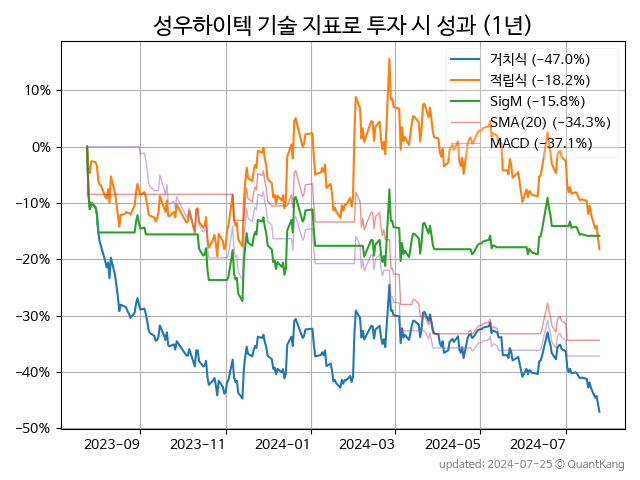 성우하이텍 기술 지표로 투자 시 성과 (1년)
거치식 (−47.0%)
적립식 (−18.2%)
SigM (−15.8%)
SMA(20) (−34.3%)
MACD (−37.1%)
10%
0%
−10%
−20%
−30%
−40%
−50%
2023−09
2023−11
2024−01
2024−03
2024−05
2024−07
updated: 2024−07−25 © QuantKang